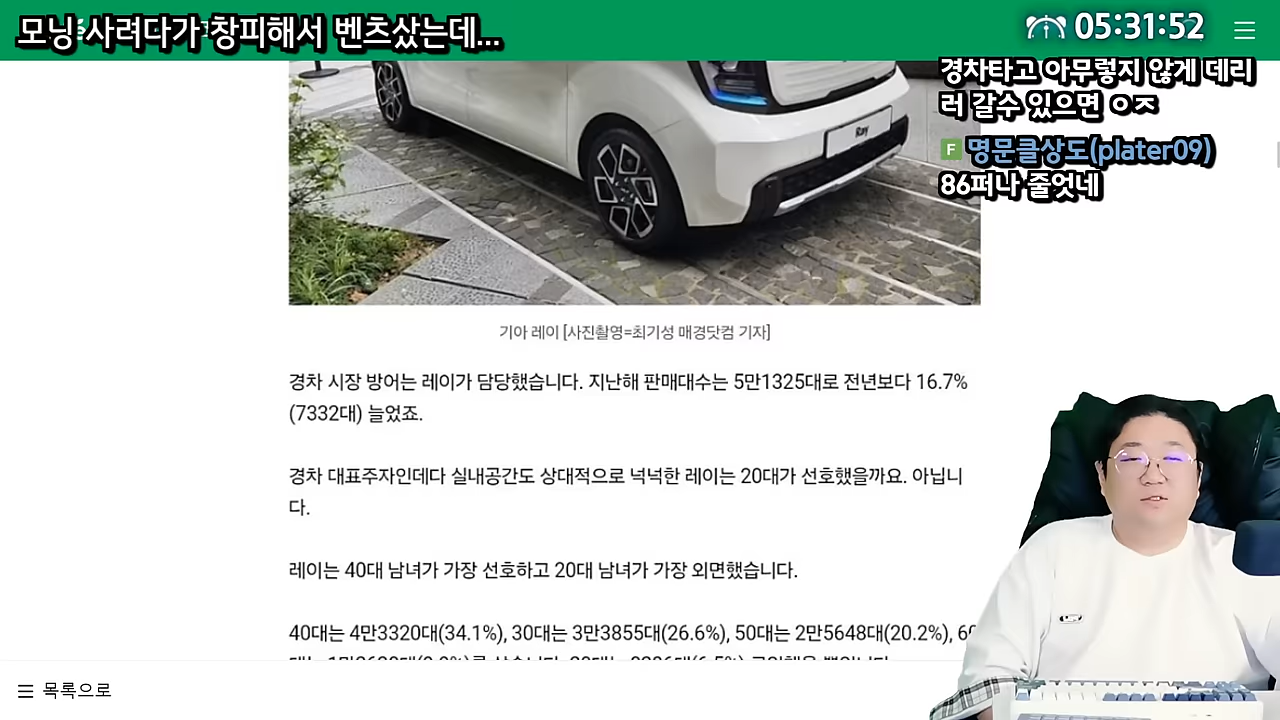 모닝 사려다가 창피해서 벤츠샀는데...
05:31:52
경차타고 아무렇지 않게 데리
러 갈수 있으면 ㅇㅈ
F 명문클상도(plater09)
86펴나 줄엇네
Ray
기아 레이 [사진촬영=최기성 매경닷컴 기자]
경차 시장 방어는 레이가 담당했습니다. 지난해 판매대수는 5만1325대로 전년보다 16.7%
(7332대) 늘었죠.
경차 대표주자인데다 실내공간도 상대적으로 넉넉한 레이는 20대가 선호했을까요. 아닙니
다.
레이는 40대 남녀가 가장 선호하고 20대 남녀가 가장 외면했습니다.
40대는 4만3320대(34.1%), 30대는 3만3855대(26.6%), 50대는 2만5648대(20.2%), 60
목록으로